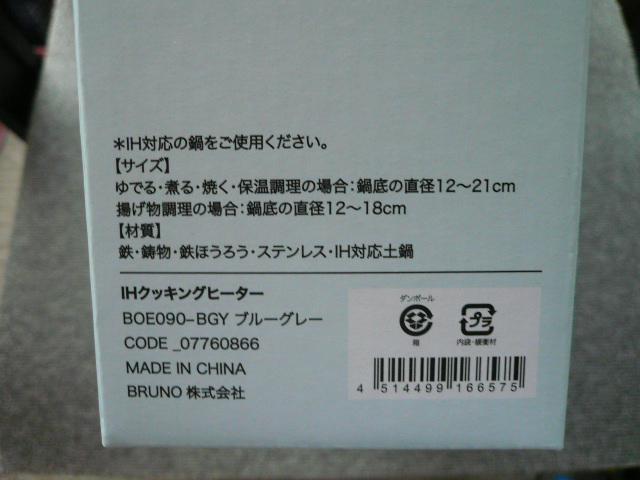 *IH対応の鍋をご使用ください。
【サイズ】
ゆでる・煮る・焼く・保温調理の場合：鍋底の直径12〜21cm
揚げ物調理の場合：鍋底の直径12〜18cm
【材質】
鉄・鋳物・鉄ほうろう・ステンレス・IH対応土鍋
IHクッキングヒーター
BOE090-BGY ブルーグレー
CODE _07760866
MADE IN CHINA
BRUNO 株式会社
ダンボール
箱
プラ
内袋・緩衝材
4 514499 166575